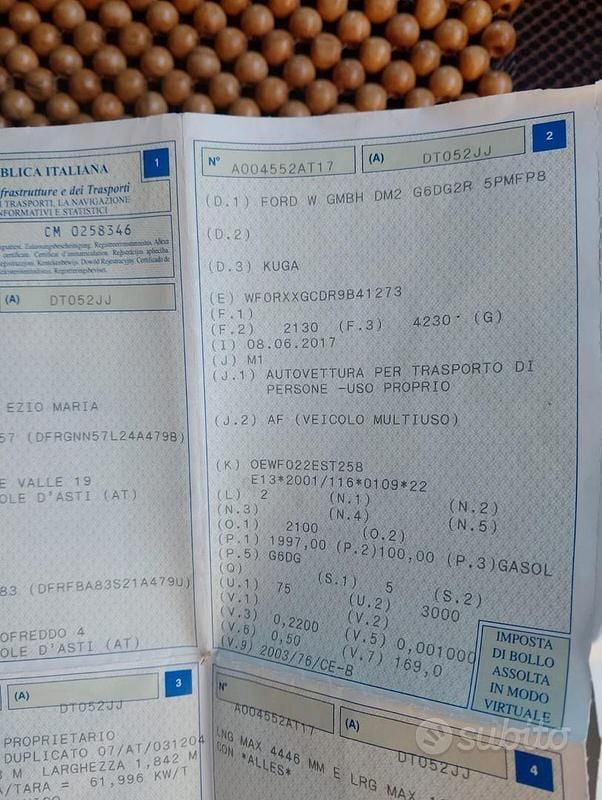 BLICA ITALIANA
1
frastrutture e dei Trasporti
I TRASPORTI, LA NAVIGAZIONE
NFORMATIVI E STATISTICI
CM 0258346
(A) DT052JJ
EZIO MARIA
57 (DFRGNN57L24A479B)
E VALLE 19
OLE D'ASTI (AT)
83 (DFRFBA83S21A479U)
OFREDDO 4
OLE D'ASTI (AT)
N° A004552AT17 (A) DT052JJ 2
(D.1) FORD W GMBH DM2 G6DG2R 5PMFP8
(D.2)
(D.3) KUGA
(E) WF0RXXGCDR9B41273
(F.1)
(F.2) 2130 (F.3) 4230 (G)
(I) 08.06.2017
(J) M1
(J.1) AUTOVETTURA PER TRASPORTO DI
PERSONE -USO PROPRIO
(J.2) AF (VEICOLO MULTIUSO)
(K) OEWF022EST258
E13*2001/116*0109*22
(L) 2 (N.1) (N.2)
(N.3) (N.4) (N.5)
(O.1) 2100 (O.2)
(P.1) 1997,00 (P.2)100,00 (P.3)GASOL
(P.5) G6DG
(Q) (S.1) 5 (S.2)
(U.1) 75 (U.2) 3000
(V.1) (V.2)
(V.3) 0,2200 (V.5) 0,001000
(V.6) 0,50 (V.7) 169,0
(V.9) 2003/76/CE-B
IMPOSTA
DI BOLLO
ASSOLTA
IN MODO
VIRTUALE
(A) DT052JJ 3
PROPRIETARIO
DUPLICATO 07/AT/031204
M LARGHEZZA 1,842 M
A/TARA = 61,996 KW/T
N° A004552AT17 (A) DT052JJ 4
LNG MAX 4446 MM E LRG MAX
CON *ALLES*
subito